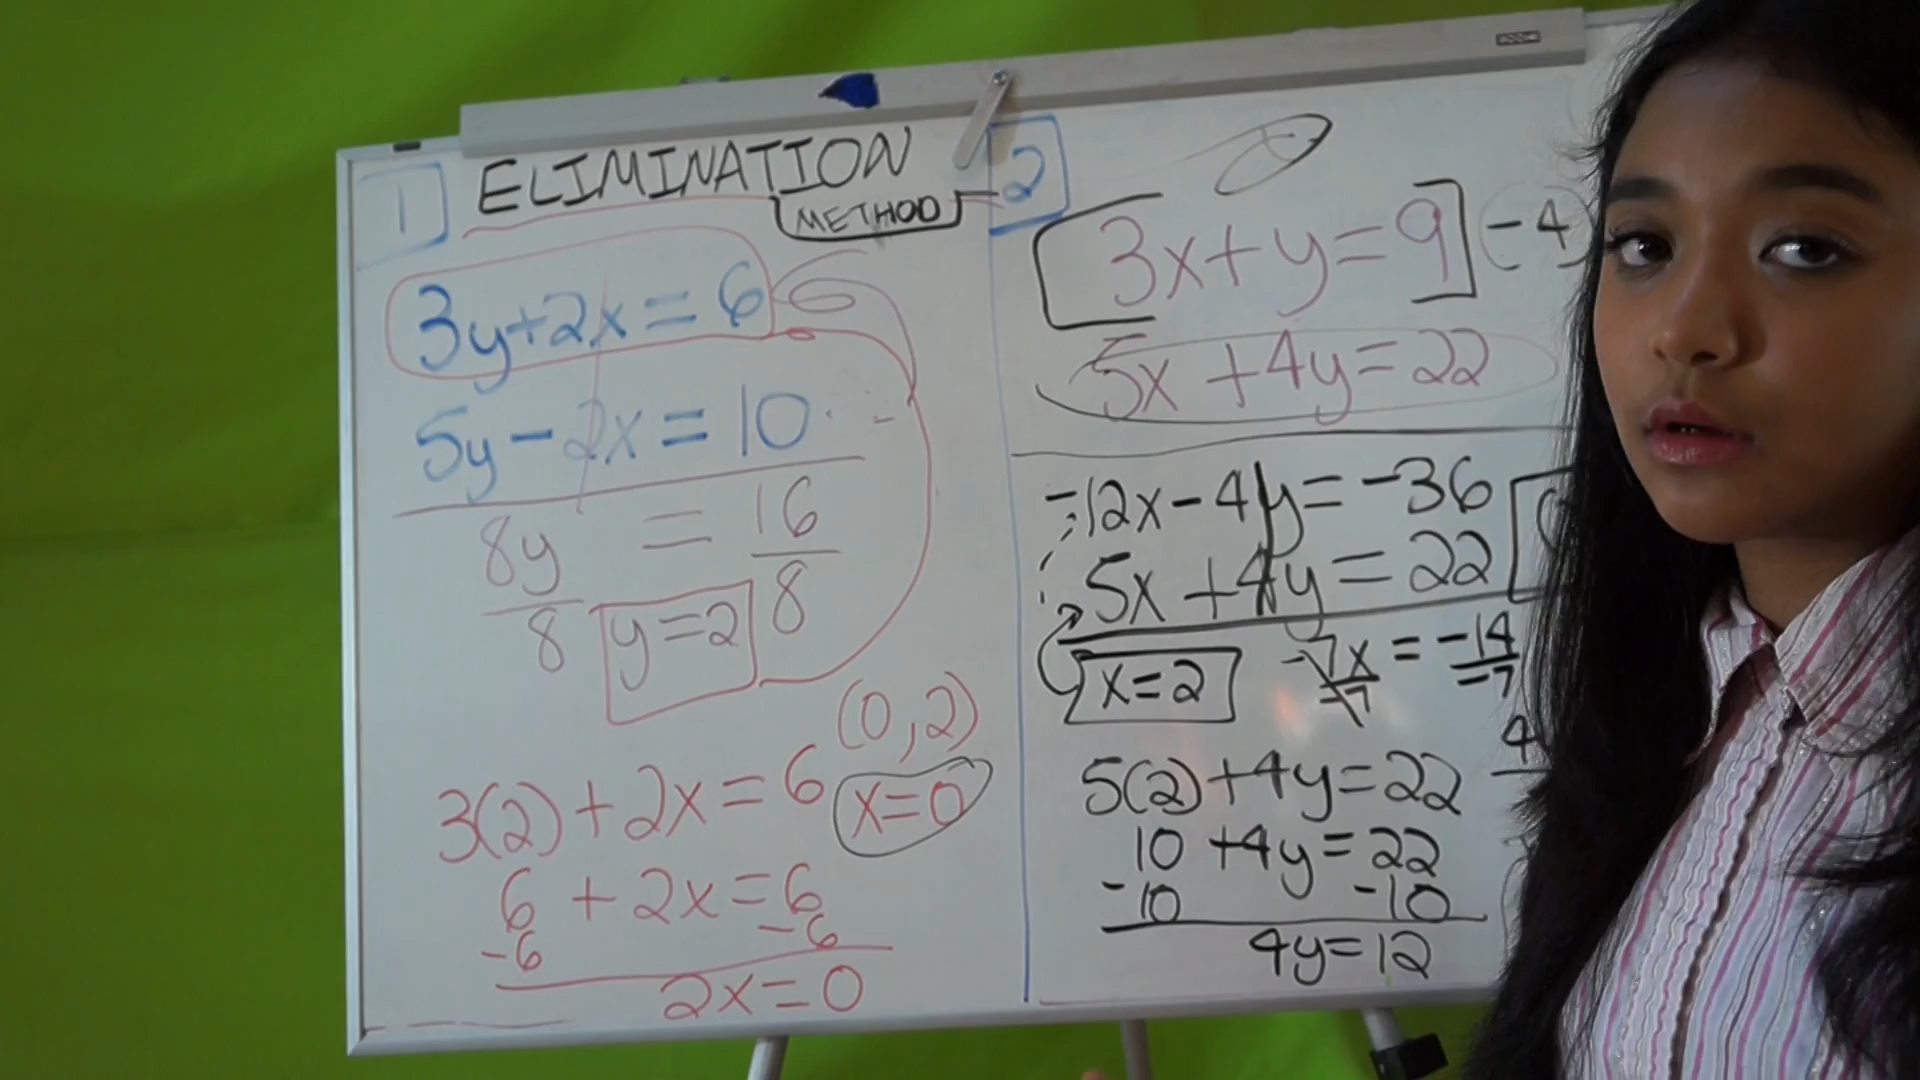 1 ELIMINATION
METHOD
3y+2x=6
5y-2x=10
8y = 16
8 8
y=2
(0,2)
3(2)+2x=6
x=0
6+2x=6
-6 -6
2x=0
2
3x+y=9 (-4)
5x+4y=22
-12x-4y=-36
5x+4y=22
-7x=-14
-7 -7
x=2
5(2)+4y=22
10+4y=22
-10 -10
4y=12